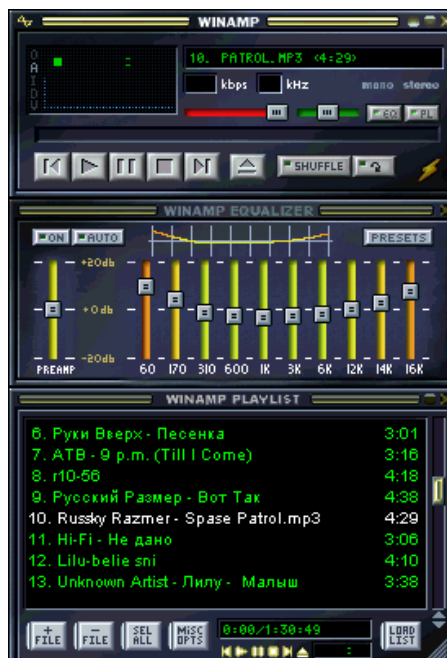 WINAMP
O
A
I
D
V
10. PATROL.MP3 <4:29>
kbps kHz mono stereo
EQ PL
SHUFFLE
WINAMP EQUALIZER
ON AUTO PRESETS
+20db
+0db
-20db
PREAMP 60 170 310 600 1K 3K 6K 12K 14K 16K
WINAMP PLAYLIST
6. Руки Вверх - Песенка 3:01
7. ATB - 9 p.m. (Till I Come) 3:16
8. r10-56 4:18
9. Русский Размер - Вот Так 4:38
10. Russky Razmer - Spase Patrol.mp3 4:29
11. Hi-Fi - Не дано 3:06
12. Lilu-belie sni 4:10
13. Unknown Artist - Лилу - Малыш 3:38
+ FILE - FILE SEL ALL MISC OPTS 0:00/1:30:49 LOAD LIST